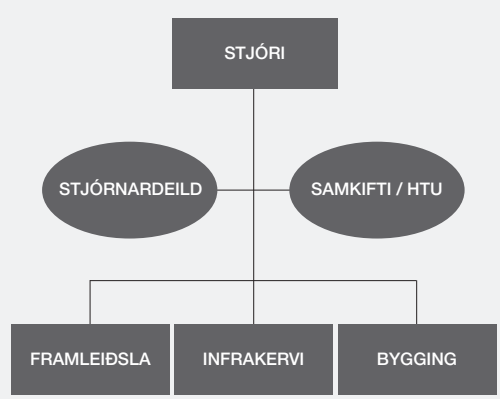 STJÓRI
STJÓRNARDEILD
SAMKIFTI / HTU
FRAMLEIÐSLA
INFRAKERVI
BYGGING